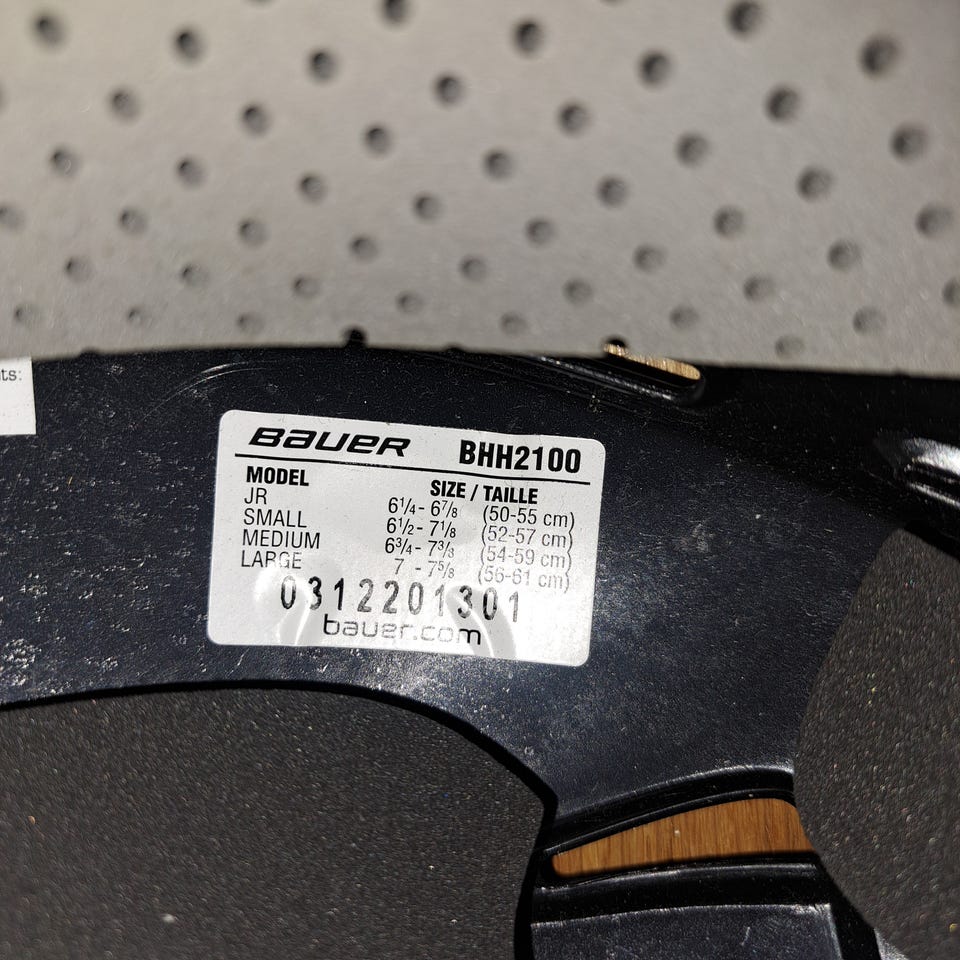 ts:
BAUER BHH2100
MODEL SIZE / TAILLE
JR 6¼- 6⅞ (50-55 cm)
SMALL 6½- 7⅛ (52-57 cm)
MEDIUM 6¾- 7⅜ (54-59 cm)
LARGE 7 - 7⅝ (56-61 cm)
0312201301
bauer.com